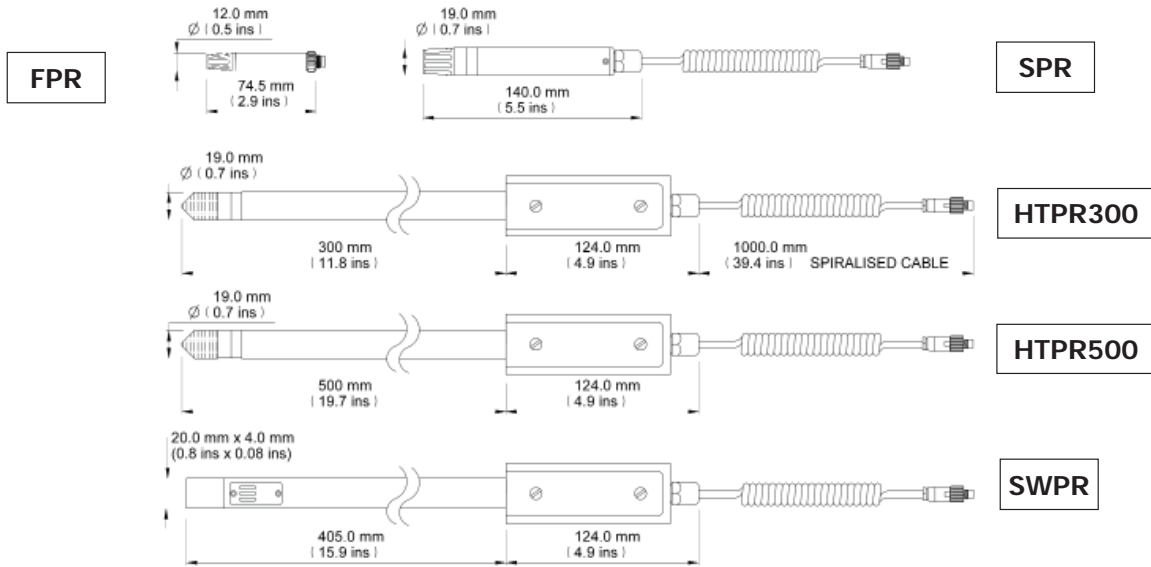 12.0 mm
Ø ( 0.5 ins )
74.5 mm
( 2.9 ins )
FPR
19.0 mm
Ø ( 0.7 ins )
140.0 mm
( 5.5 ins )
SPR
19.0 mm
Ø ( 0.7 ins )
300 mm
( 11.8 ins )
124.0 mm
( 4.9 ins )
1000.0 mm
( 39.4 ins ) SPIRALISED CABLE
HTPR300
19.0 mm
Ø ( 0.7 ins )
500 mm
( 19.7 ins )
124.0 mm
( 4.9 ins )
HTPR500
20.0 mm x 4.0 mm
(0.8 ins x 0.08 ins)
405.0 mm
( 15.9 ins )
124.0 mm
( 4.9 ins )
SWPR